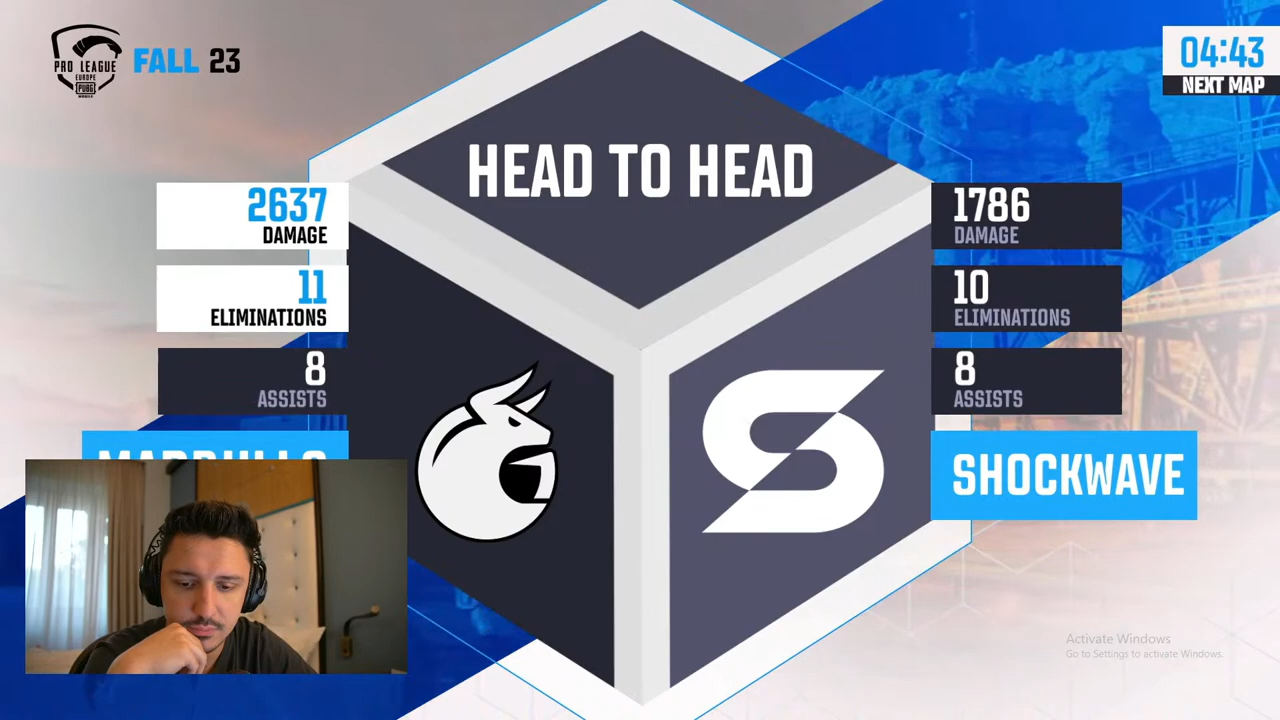 PRO LEAGUE
EUROPE
PUBG
MOBILE
FALL 23
04:43
NEXT MAP
HEAD TO HEAD
2637
DAMAGE
11
ELIMINATIONS
8
ASSISTS
1786
DAMAGE
10
ELIMINATIONS
8
ASSISTS
SHOCKWAVE
Activate Windows
Go to Settings to activate Windows.